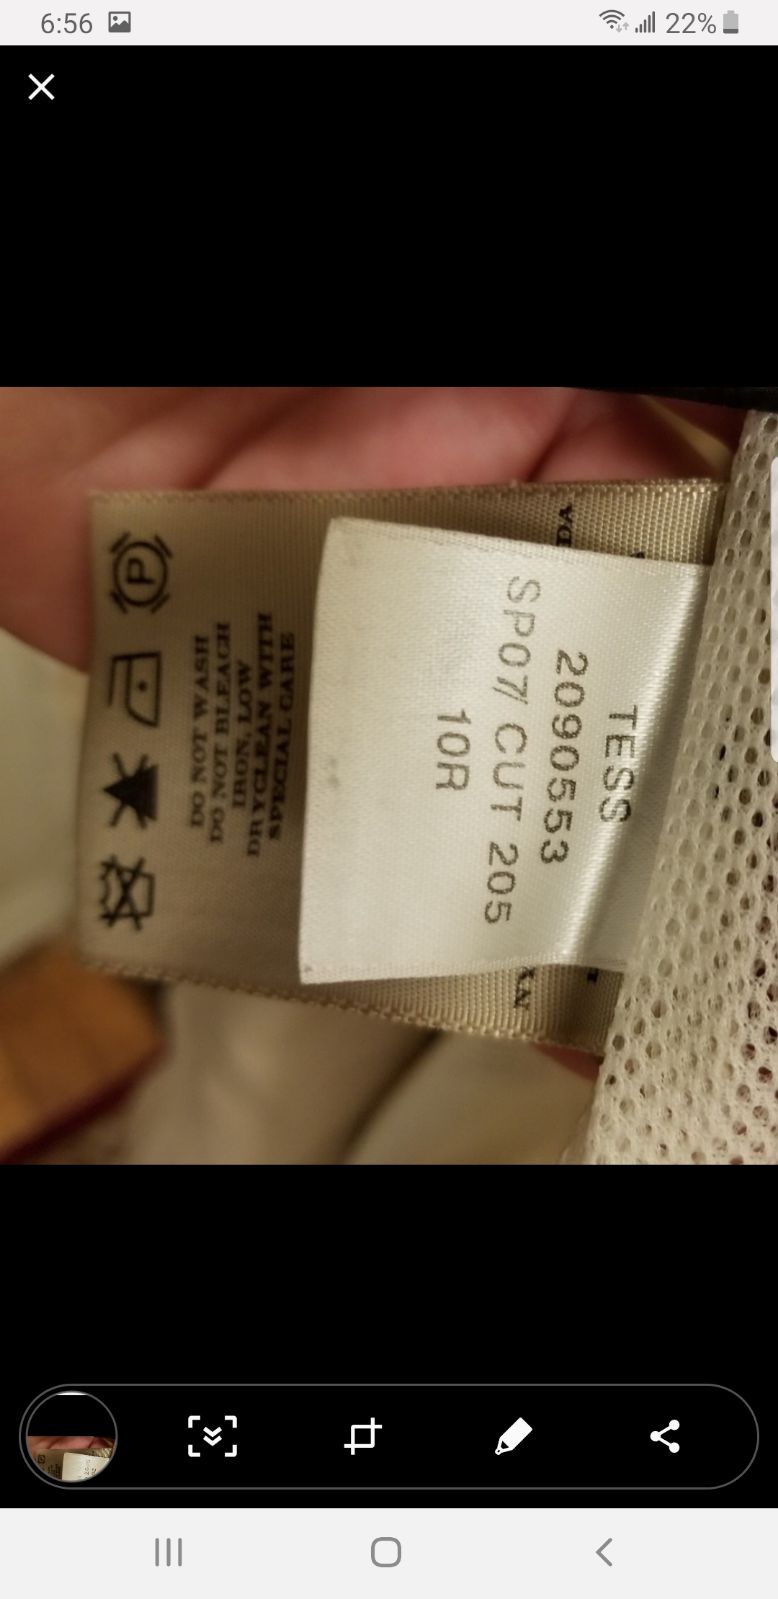 6:56
22%
TESS
2090553
SP07/ CUT 205
10R
DO NOT WASH
DO NOT BLEACH
IRON, LOW
DRYCLEAN WITH
SPECIAL CARE
P